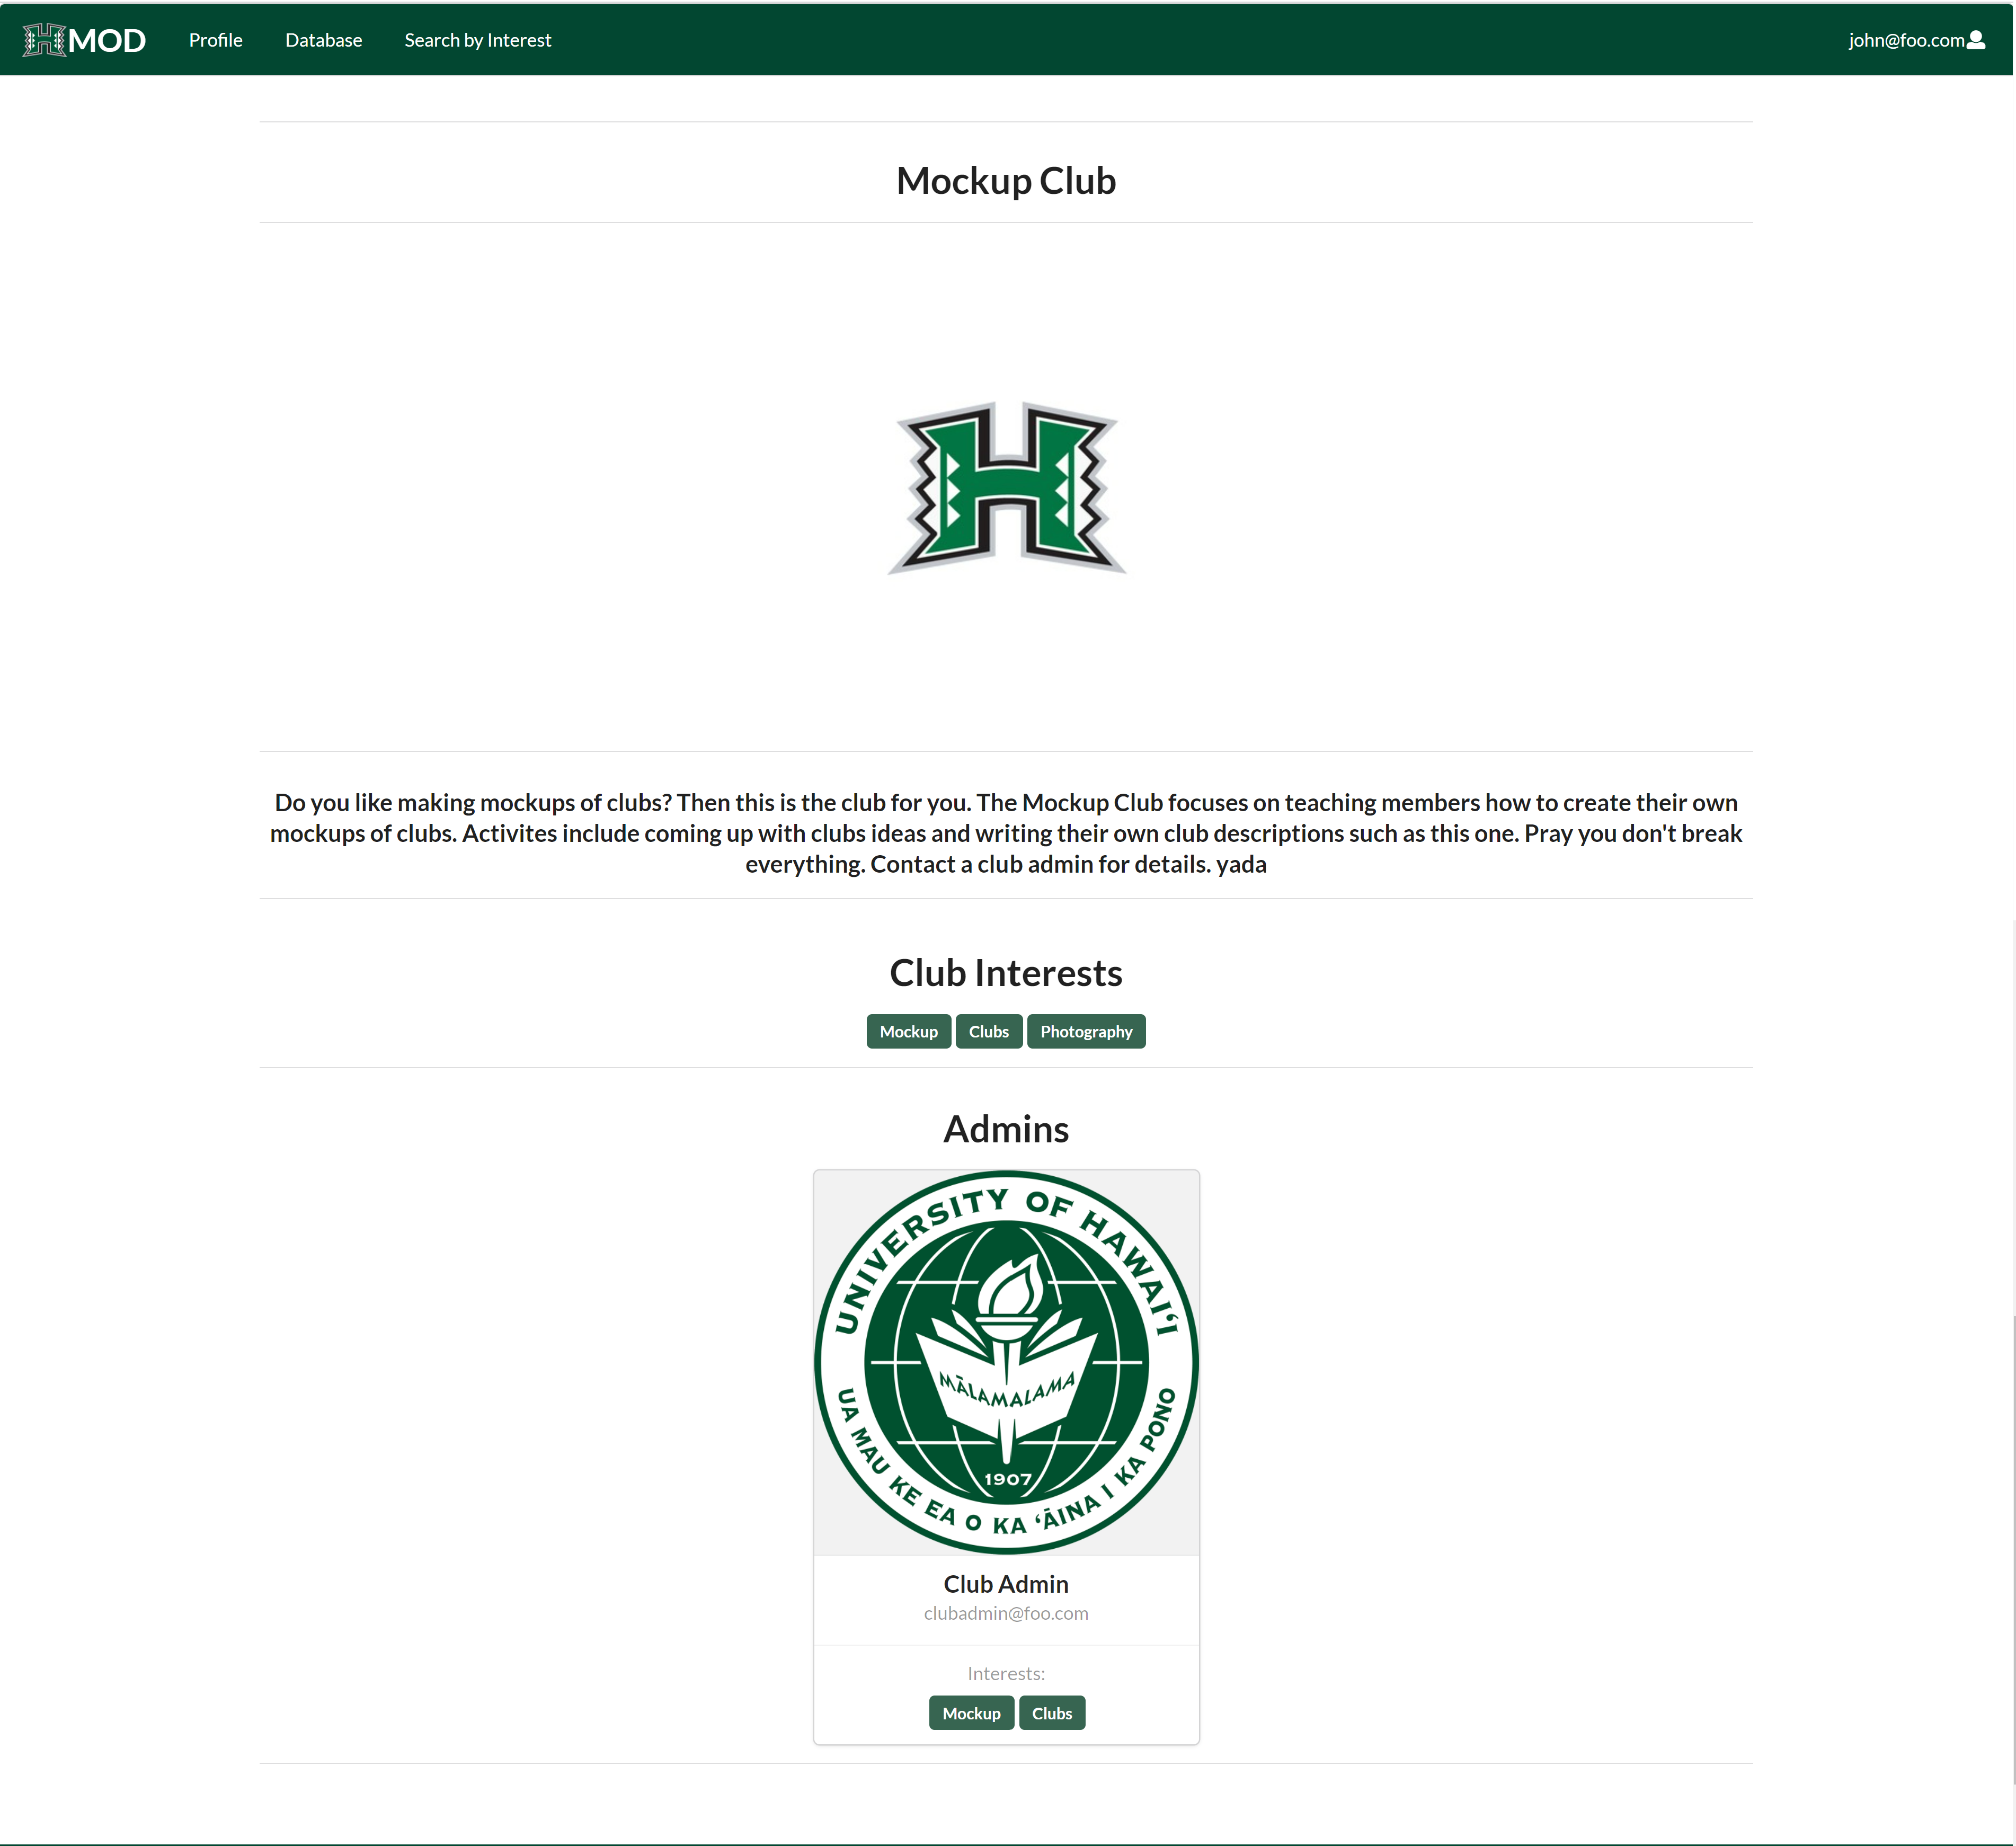 HMOD Profile Database Search by Interest john@foo.com
Mockup Club
H
Do you like making mockups of clubs? Then this is the club for you. The Mockup Club focuses on teaching members how to create their own
mockups of clubs. Activites include coming up with clubs ideas and writing their own club descriptions such as this one. Pray you don't break
everything. Contact a club admin for details. yada
Club Interests
Mockup Clubs Photography
Admins
UNIVERSITY OF HAWAIʻI
MĀLAMALAMA
1907
UA MAU KE EA O KA ʻĀINA I KA PONO
Club Admin
clubadmin@foo.com
Interests:
Mockup Clubs